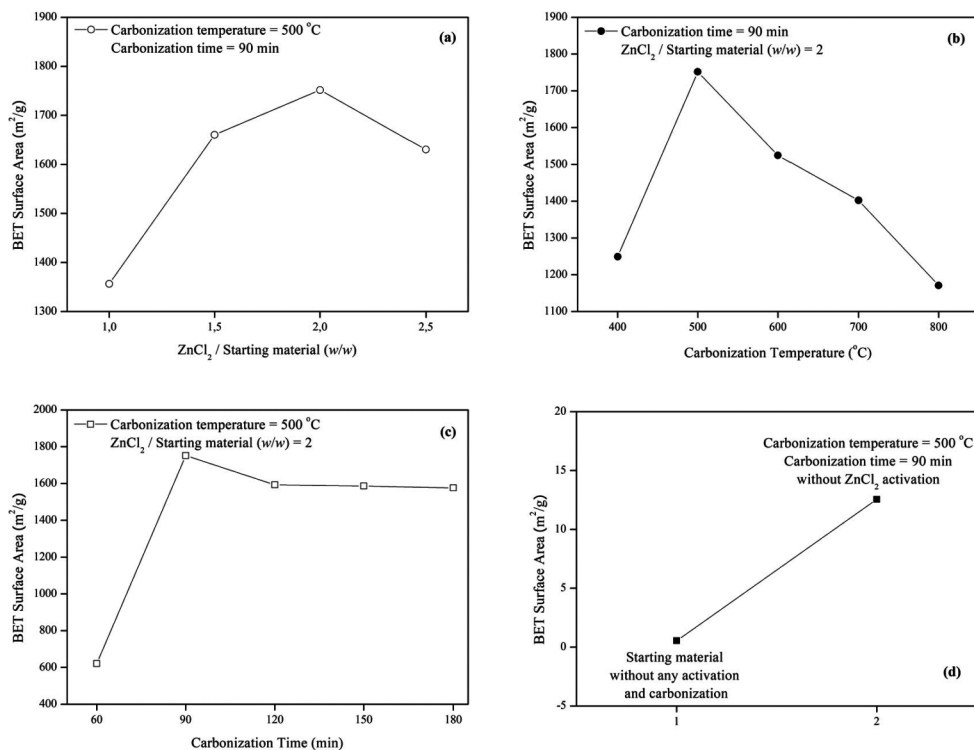 Carbonization temperature = 500 °C
Carbonization time = 90 min
(a)
1900
1800
1700
1600
1500
1400
1300
BET Surface Area (m²/g)
1,0 1,5 2,0 2,5
ZnCl₂ / Starting material (w/w)
Carbonization time = 90 min
ZnCl₂ / Starting material (w/w) = 2
(b)
1900
1800
1700
1600
1500
1400
1300
1200
1100
BET Surface Area (m²/g)
400 500 600 700 800
Carbonization Temperature (°C)
Carbonization temperature = 500 °C
ZnCl₂ / Starting material (w/w) = 2
(c)
2000
1800
1600
1400
1200
1000
800
600
400
BET Surface Area (m²/g)
60 90 120 150 180
Carbonization Time (min)
20
15
10
5
0
-5
BET Surface Area (m²/g)
Carbonization temperature = 500 °C
Carbonization time = 90 min
without ZnCl₂ activation
Starting material
without any activation
and carbonization
(d)
1 2